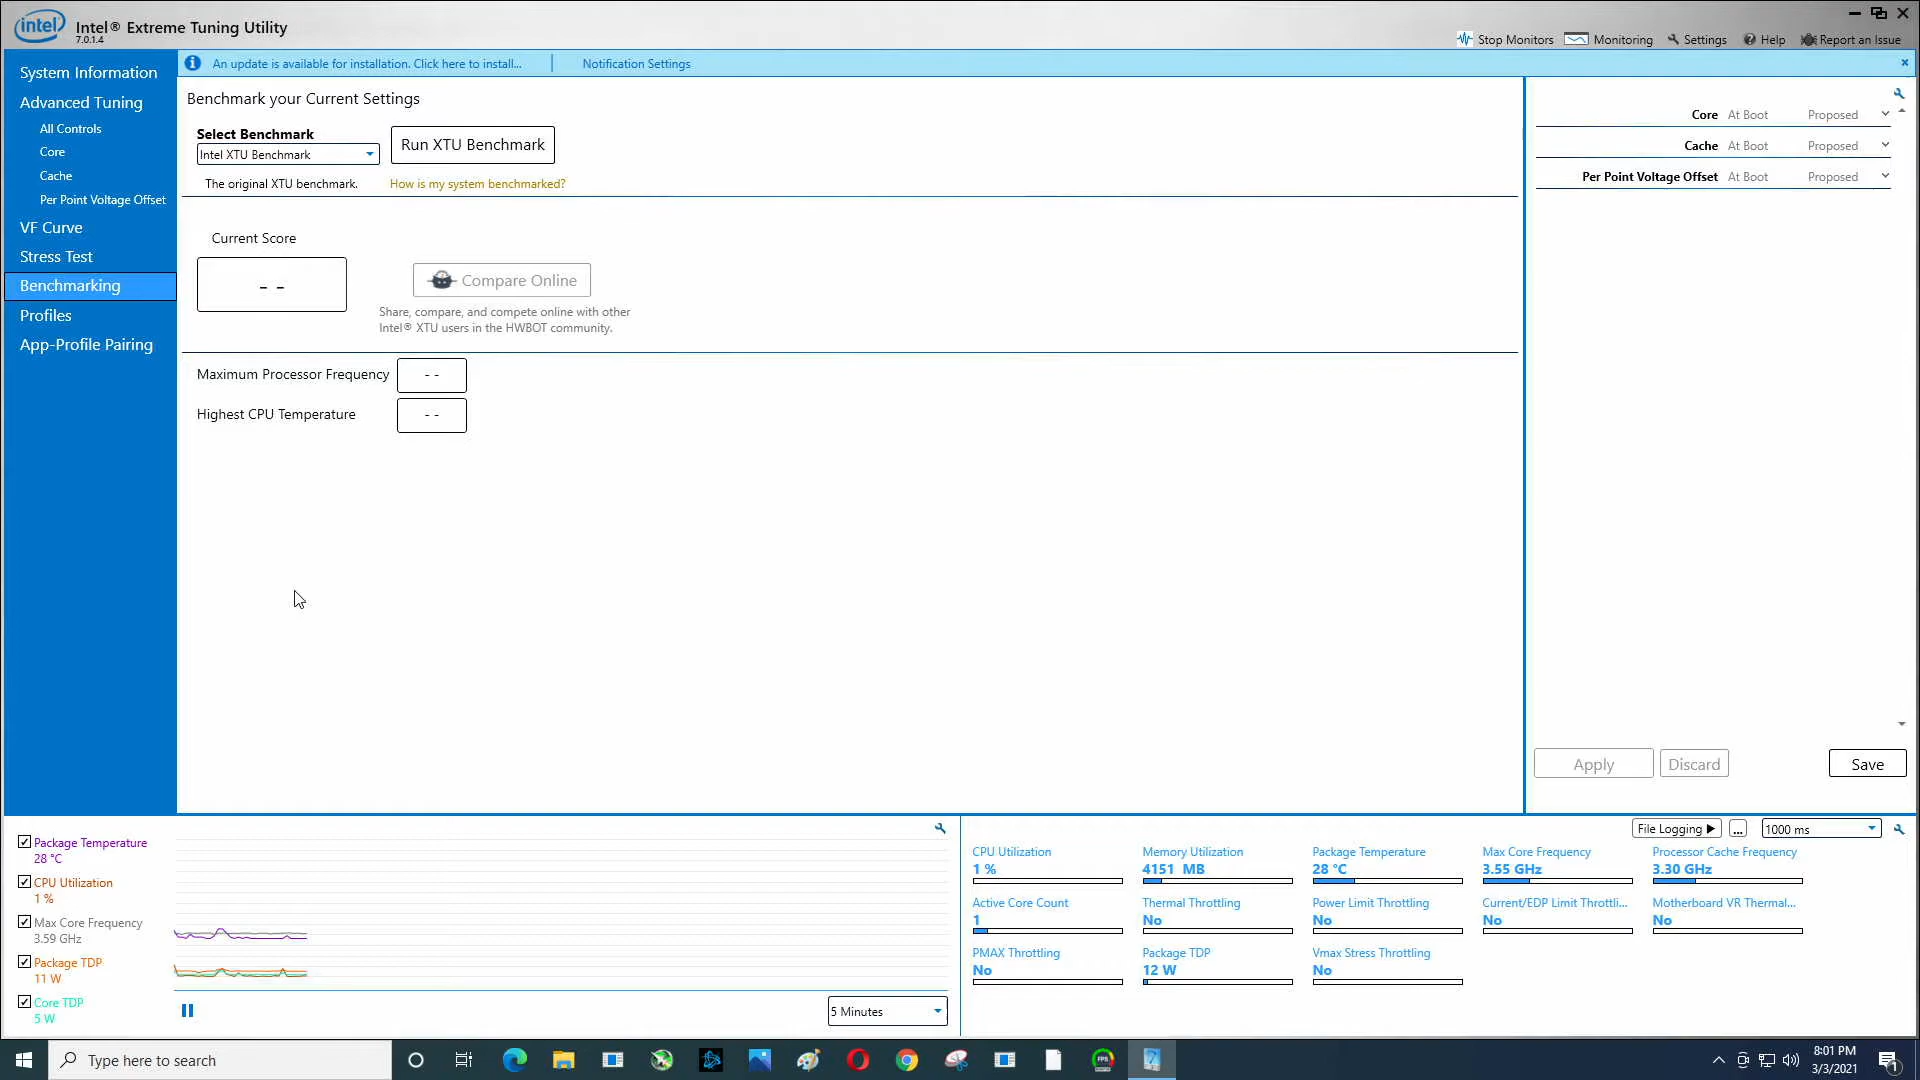 intel
Intel® Extreme Tuning Utility
7.0.1.4
Stop Monitors
Monitoring
Settings
Help
Report an Issue
An update is available for installation. Click here to install...
Notification Settings
System Information
Advanced Tuning
All Controls
Core
Cache
Per Point Voltage Offset
VF Curve
Stress Test
Benchmarking
Profiles
App-Profile Pairing
Benchmark your Current Settings
Select Benchmark
Intel XTU Benchmark
Run XTU Benchmark
The original XTU benchmark.
How is my system benchmarked?
Current Score
- -
Compare Online
Share, compare, and compete online with other
Intel® XTU users in the HWBOT community.
Maximum Processor Frequency
- -
Highest CPU Temperature
- -
Core At Boot Proposed
Cache At Boot Proposed
Per Point Voltage Offset At Boot Proposed
Apply
Discard
Save
Package Temperature
28 °C
CPU Utilization
1 %
Max Core Frequency
3.59 GHz
Package TDP
11 W
Core TDP
5 W
5 Minutes
File Logging
...
1000 ms
CPU Utilization
1 %
Memory Utilization
4151 MB
Package Temperature
28 °C
Max Core Frequency
3.55 GHz
Processor Cache Frequency
3.30 GHz
Active Core Count
1
Thermal Throttling
No
Power Limit Throttling
No
Current/EDP Limit Throttli...
No
Motherboard VR Thermal...
No
PMAX Throttling
No
Package TDP
12 W
Vmax Stress Throttling
No
Type here to search
FPS
8:01 PM
3/3/2021
1